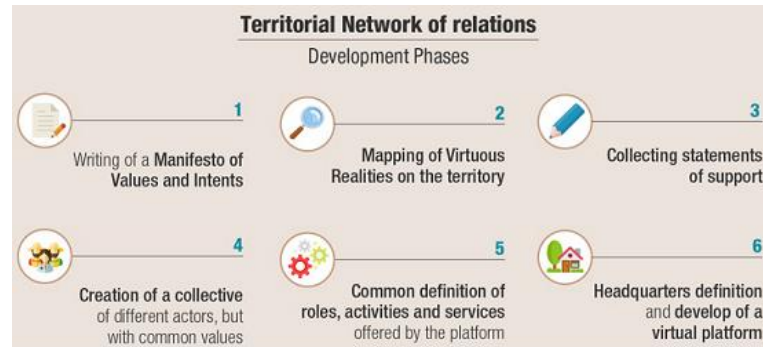 Territorial Network of relations
Development Phases
1
Writing of a Manifesto of
Values and Intents
2
Mapping of Virtuous
Realities on the territory
3
Collecting statements
of support
4
Creation of a collective
of different actors, but
with common values
5
Common definition of
roles, activities and services
offered by the platform
6
Headquarters definition
and develop of a
virtual platform